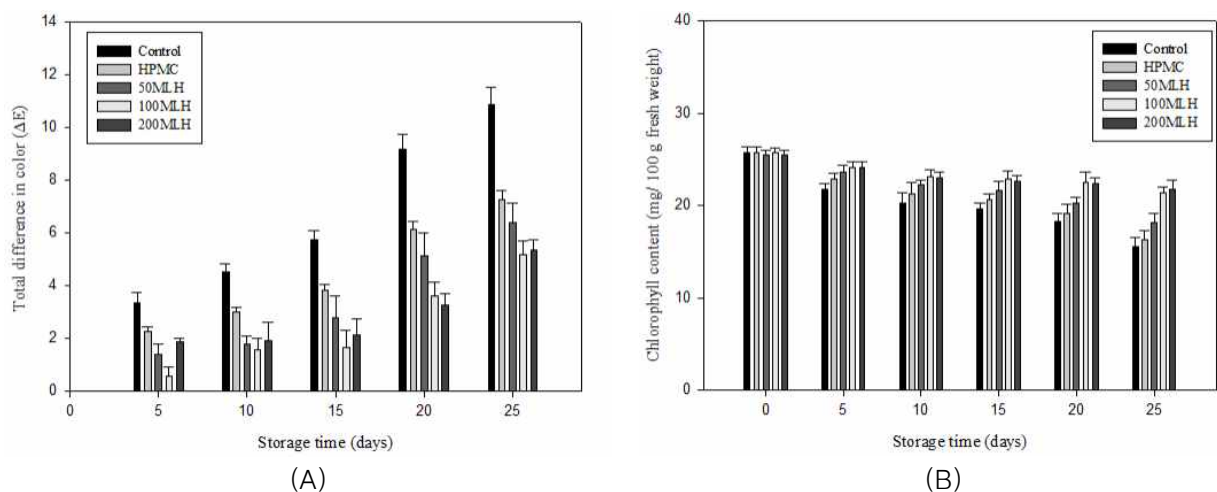 14
12
10
8
6
4
2
0
Total difference in color (ΔE)
Control
HPMC
50MLH
100MLH
200MLH
0 5 10 15 20 25
Storage time (days)
(A)
40
30
20
10
0
Chlorophyll content (mg/ 100 g fresh weight)
Control
HPMC
50MLH
100MLH
200MLH
0 5 10 15 20 25
Storage time (days)
(B)